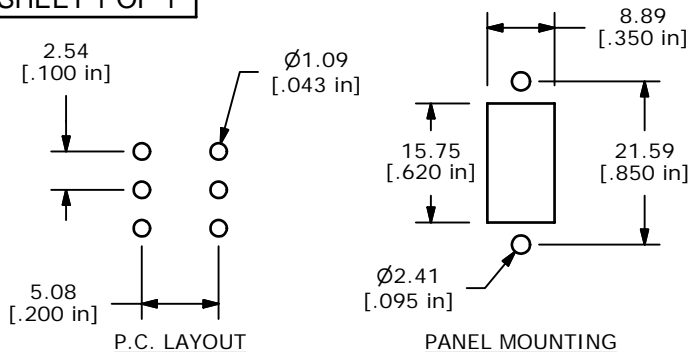 SHEET 1 OF 1
2.54
[.100 in]
Ø1.09
[.043 in]
5.08
[.200 in]
P.C. LAYOUT
8.89
[.350 in]
15.75
[.620 in]
21.59
[.850 in]
Ø2.41
[.095 in]
PANEL MOUNTING